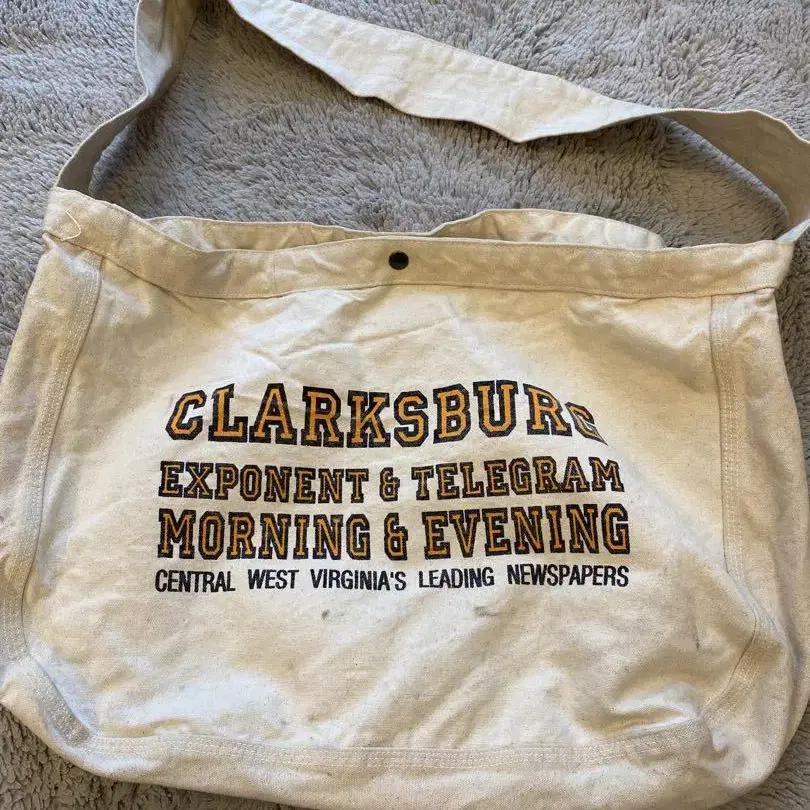 CLARKSBURG
EXPONENT & TELEGRAM
MORNING & EVENING
CENTRAL WEST VIRGINIA'S LEADING NEWSPAPERS